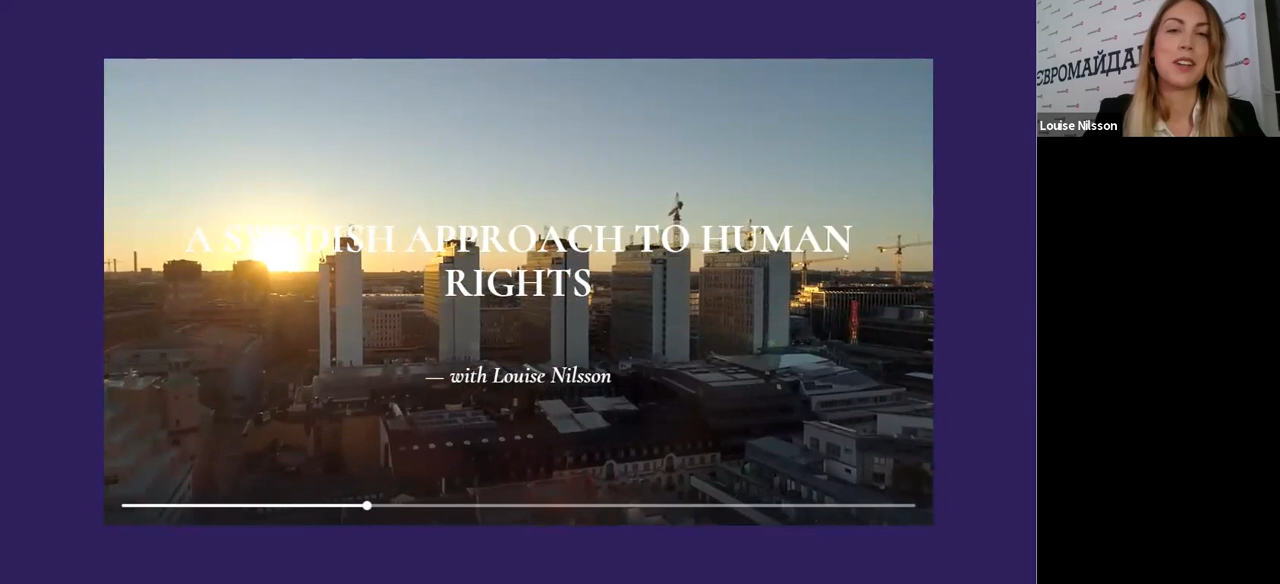 A SWEDISH APPROACH TO HUMAN
RIGHTS
— with Louise Nilsson
ЄВРОМАЙДАН
Louise Nilsson